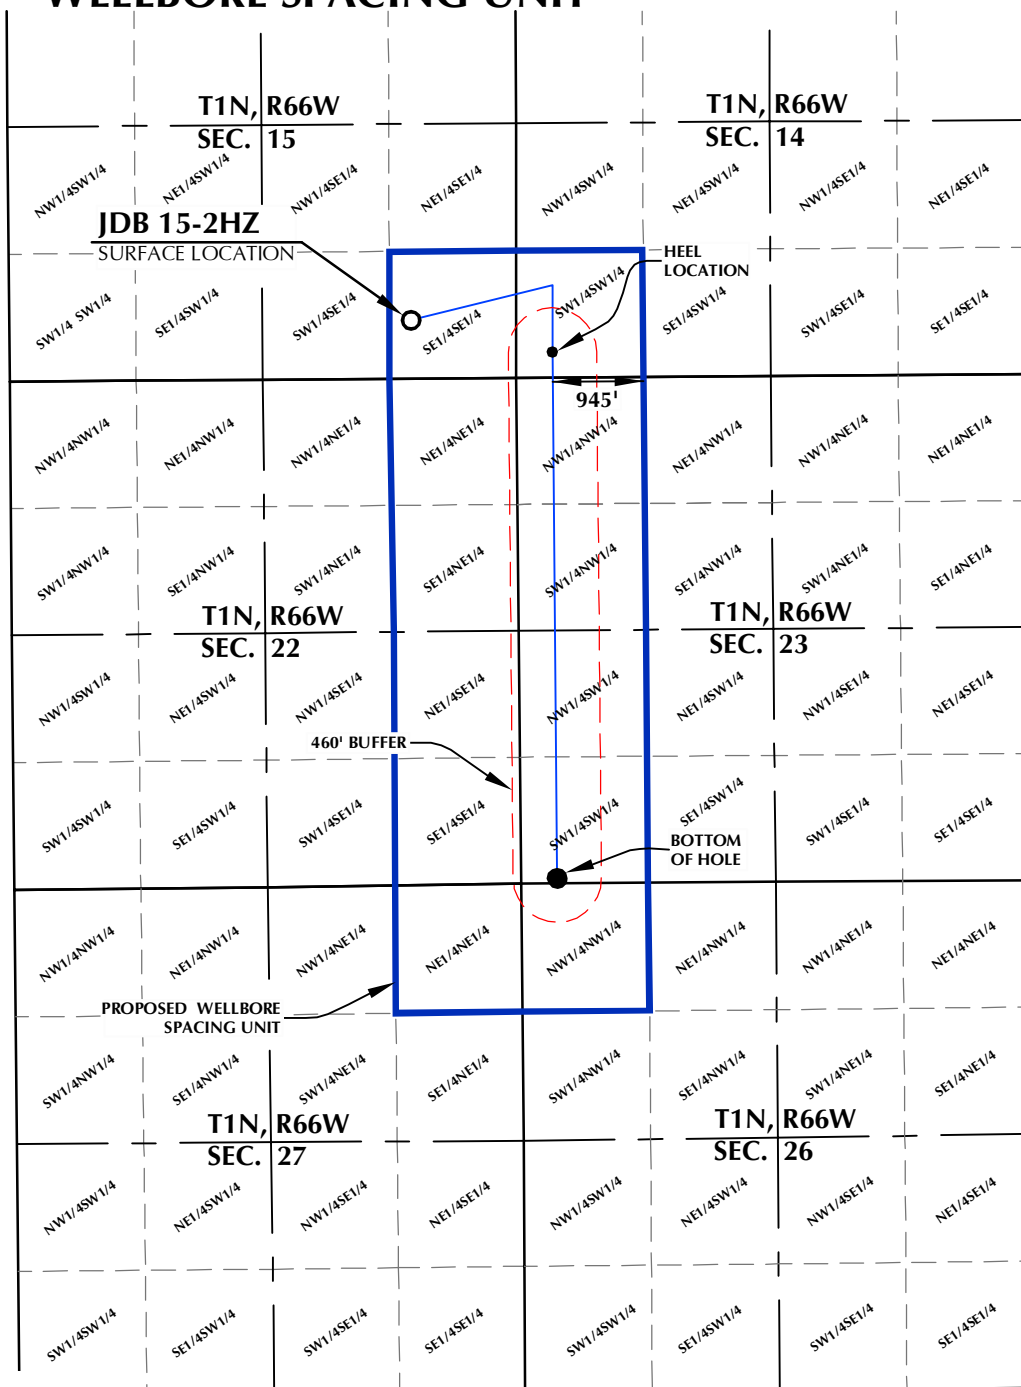 WELLBORE SPACING UNIT
T1N, R66W
SEC. 15
T1N, R66W
SEC. 14
NW1/4SW1/4
NE1/4SW1/4
NW1/4SE1/4
NE1/4SE1/4
NW1/4SW1/4
NE1/4SW1/4
NW1/4SE1/4
NE1/4SE1/4
JDB 15-2HZ
SURFACE LOCATION
HEEL
LOCATION
SW1/4 SW1/4
SE1/4SW1/4
SW1/4SE1/4
SE1/4SE1/4
SW1/4SW1/4
SE1/4SW1/4
SW1/4SE1/4
SE1/4SE1/4
945'
NW1/4NW1/4
NE1/4NW1/4
NW1/4NE1/4
NE1/4NE1/4
NW1/4NW1/4
NE1/4NW1/4
NW1/4NE1/4
NE1/4NE1/4
SW1/4NW1/4
SE1/4NW1/4
SW1/4NE1/4
SE1/4NE1/4
SW1/4NW1/4
SE1/4NW1/4
SW1/4NE1/4
SE1/4NE1/4
T1N, R66W
SEC. 22
T1N, R66W
SEC. 23
NW1/4SW1/4
NE1/4SW1/4
NW1/4SE1/4
NE1/4SE1/4
NW1/4SW1/4
NE1/4SW1/4
NW1/4SE1/4
NE1/4SE1/4
460' BUFFER
SW1/4SW1/4
SE1/4SW1/4
SW1/4SE1/4
SE1/4SE1/4
SW1/4SW1/4
SE1/4SW1/4
SW1/4SE1/4
SE1/4SE1/4
BOTTOM
OF HOLE
NW1/4NW1/4
NE1/4NW1/4
NW1/4NE1/4
NE1/4NE1/4
NW1/4NW1/4
NE1/4NW1/4
NW1/4NE1/4
NE1/4NE1/4
PROPOSED WELLBORE
SPACING UNIT
SW1/4NW1/4
SE1/4NW1/4
SW1/4NE1/4
SE1/4NE1/4
SW1/4NW1/4
SE1/4NW1/4
SW1/4NE1/4
SE1/4NE1/4
T1N, R66W
SEC. 27
T1N, R66W
SEC. 26
NW1/4SW1/4
NE1/4SW1/4
NW1/4SE1/4
NE1/4SE1/4
NW1/4SW1/4
NE1/4SW1/4
NW1/4SE1/4
NE1/4SE1/4
SW1/4SW1/4
SE1/4SW1/4
SW1/4SE1/4
SE1/4SE1/4
SW1/4SW1/4
SE1/4SW1/4
SW1/4SE1/4
SE1/4SE1/4